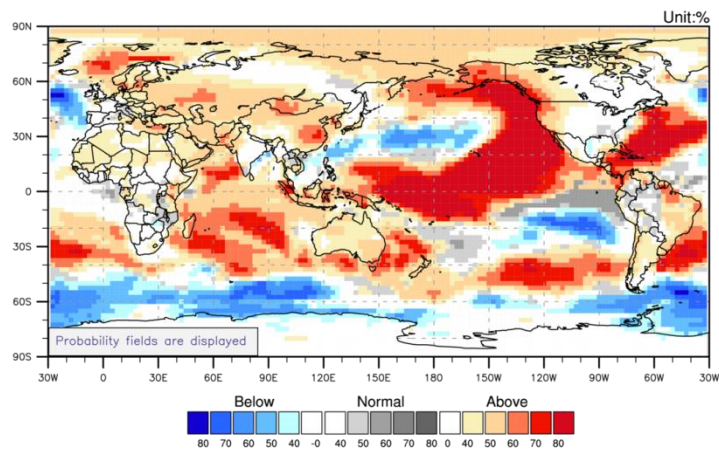 Unit:%
90N
60N
30N
0
30S
60S
90S
Probability fields are displayed
30W 0 30E 60E 90E 120E 150E 180 150W 120W 90W 60W 30W
Below Normal Above
80 70 60 50 40 -0 40 50 60 70 80 0 40 50 60 70 80